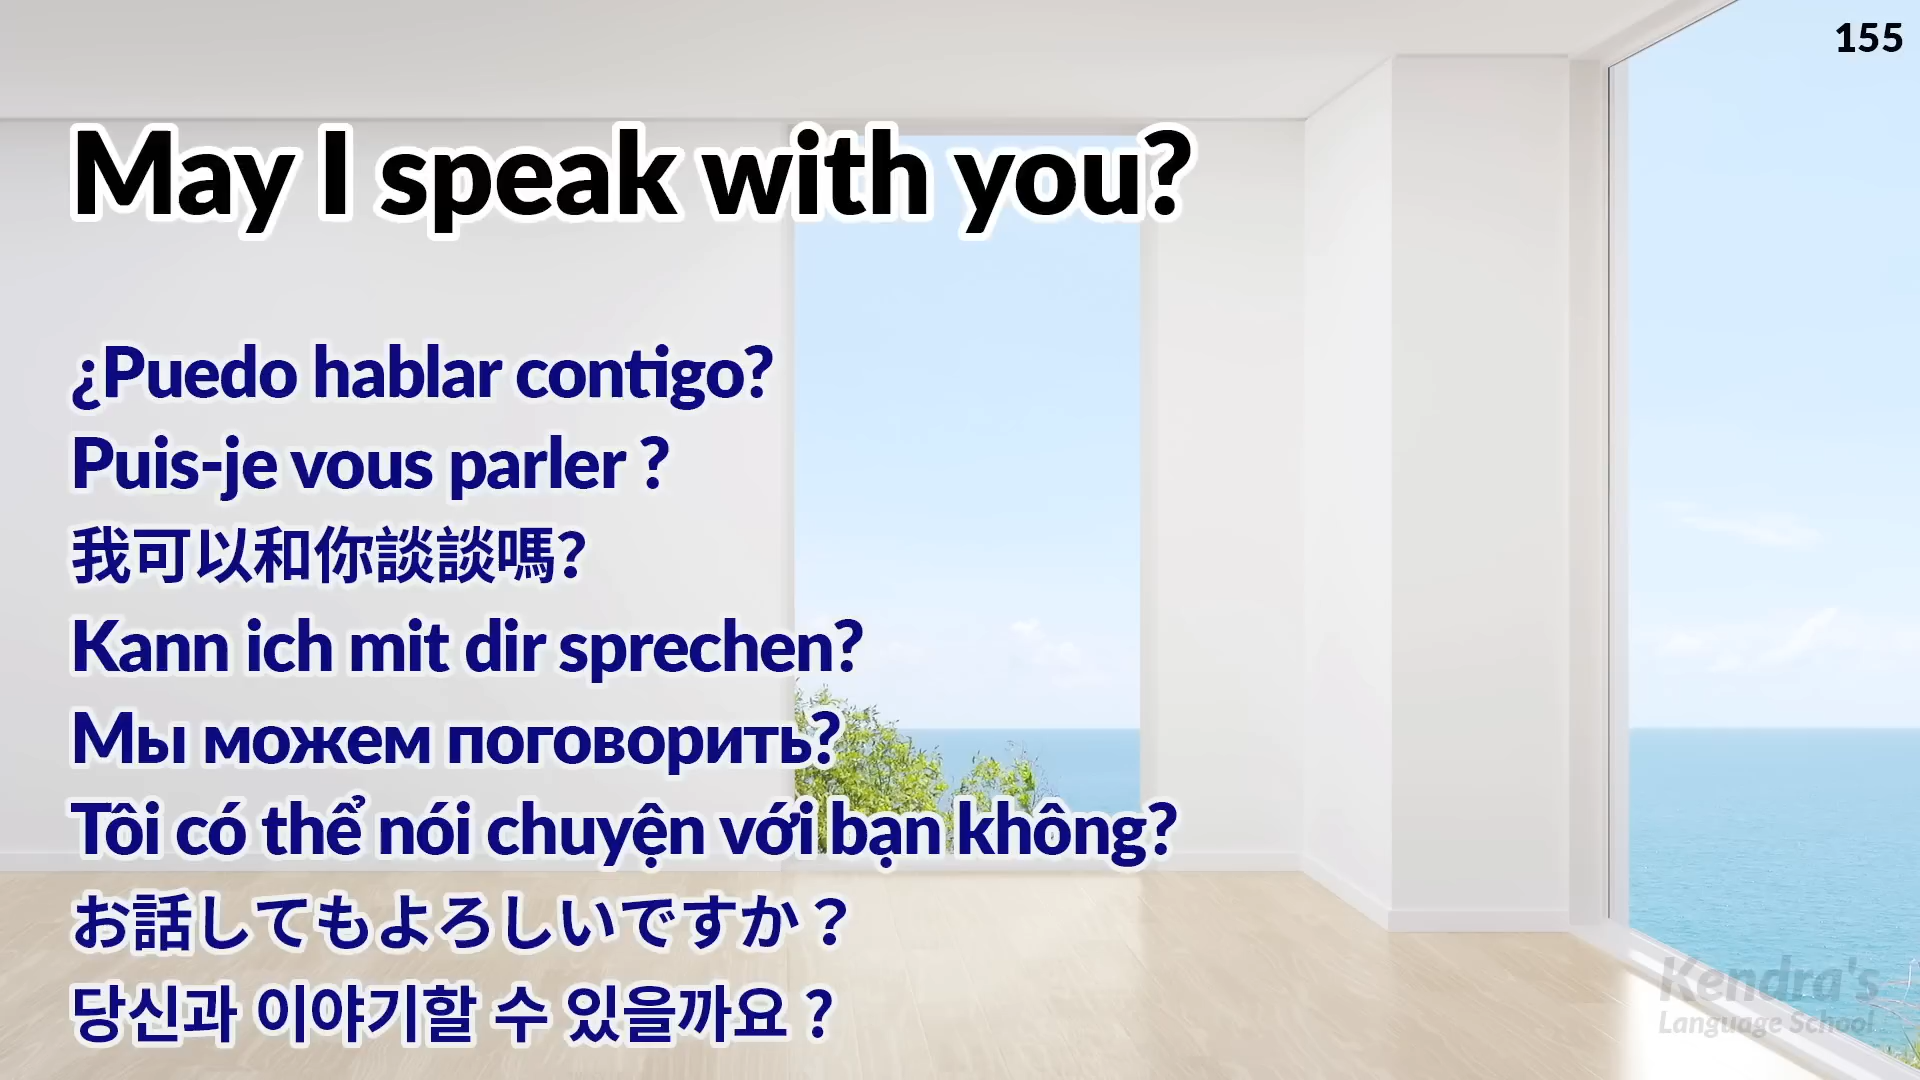 155
May I speak with you?
¿Puedo hablar contigo?
Puis-je vous parler ?
我可以和你談談嗎？
Kann ich mit dir sprechen?
Мы можем поговорить?
Tôi có thể nói chuyện với bạn không?
お話してもよろしいですか？
당신과 이야기할 수 있을까요 ?
Kendra's
Language School